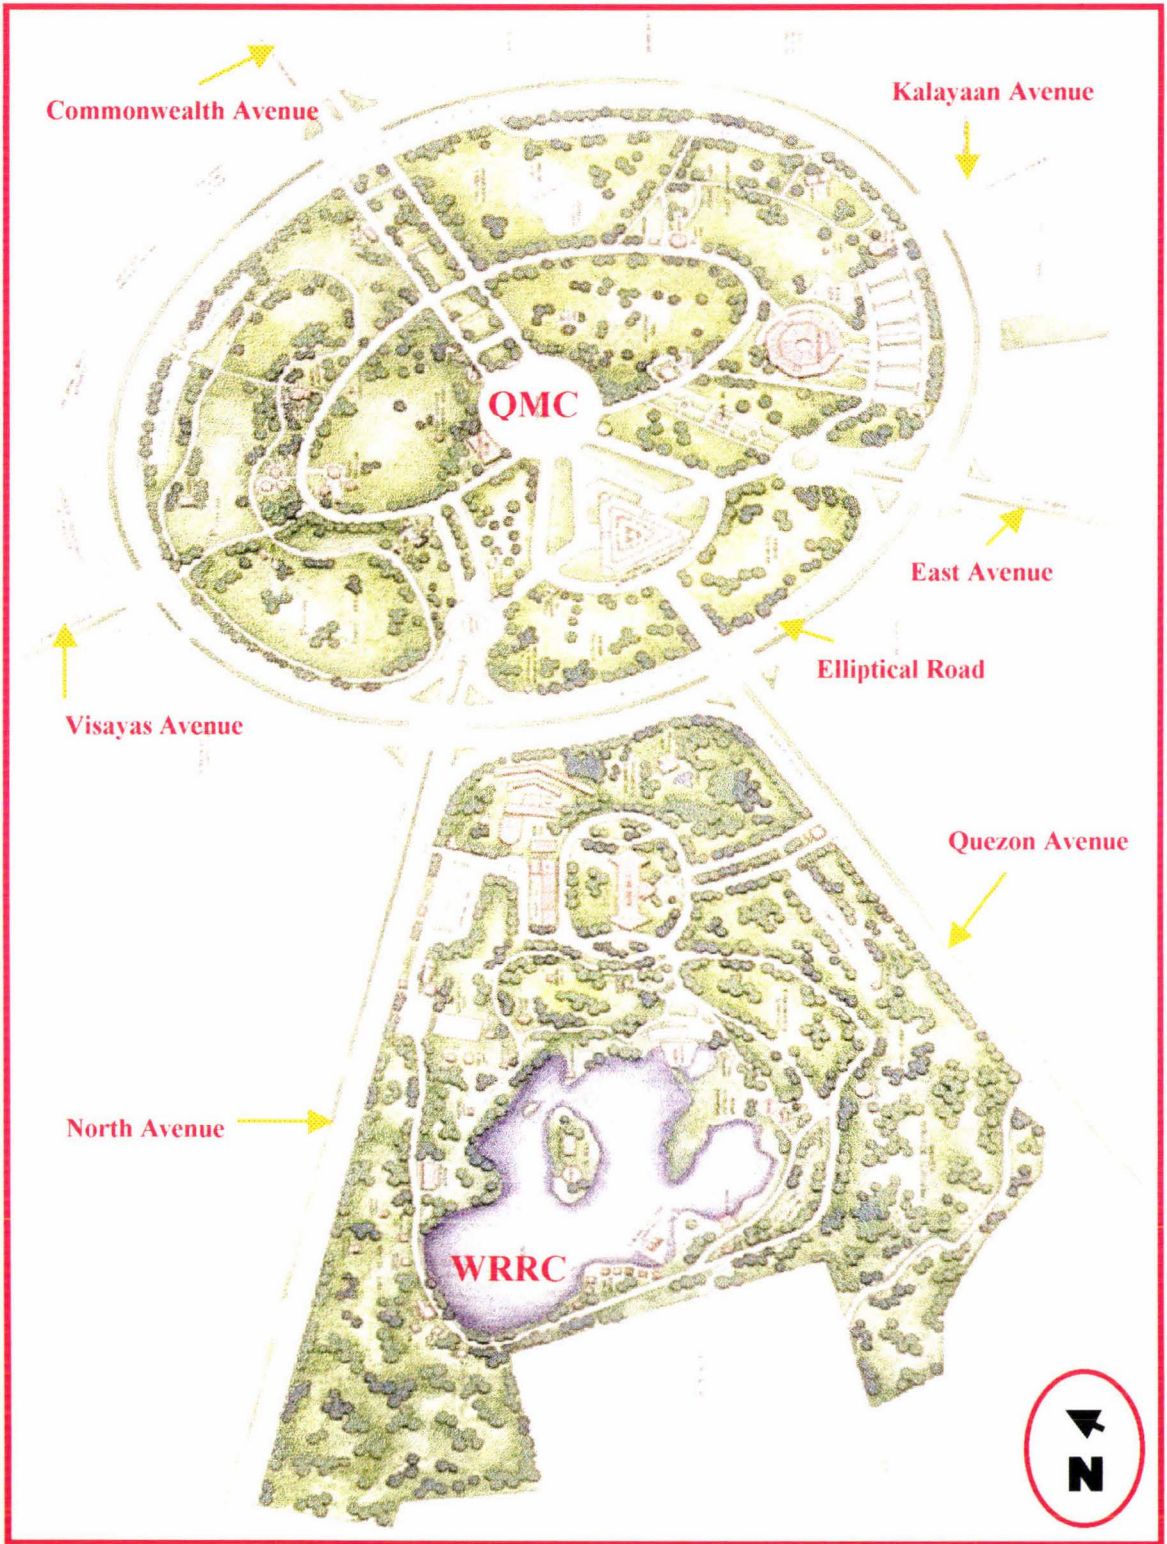 Commonwealth Avenue
Kalayaan Avenue
QMC
East Avenue
Elliptical Road
Visayas Avenue
Quezon Avenue
North Avenue
WRRC
N